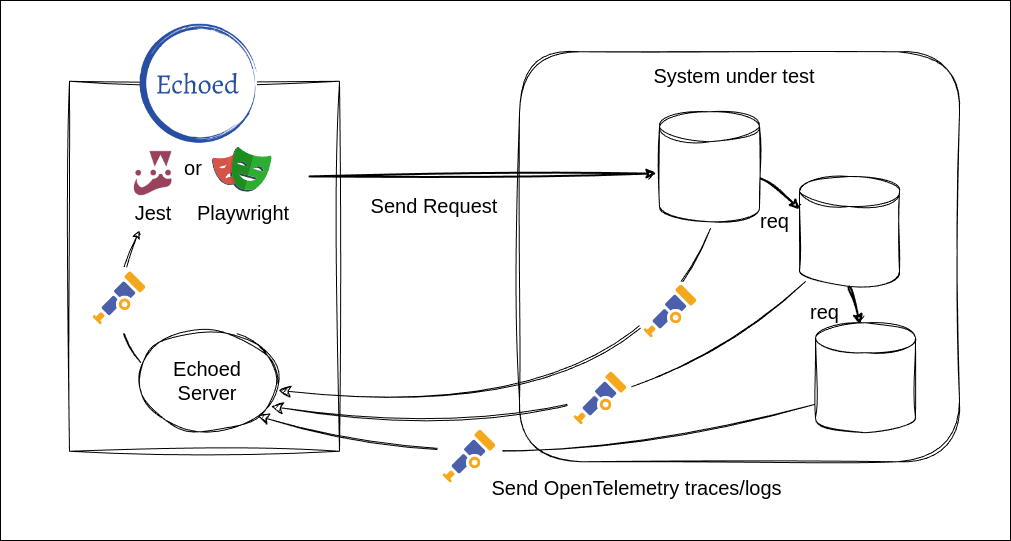 Echoed
System under test
or
Jest
Playwright
Send Request
req
req
Echoed
Server
Send OpenTelemetry traces/logs